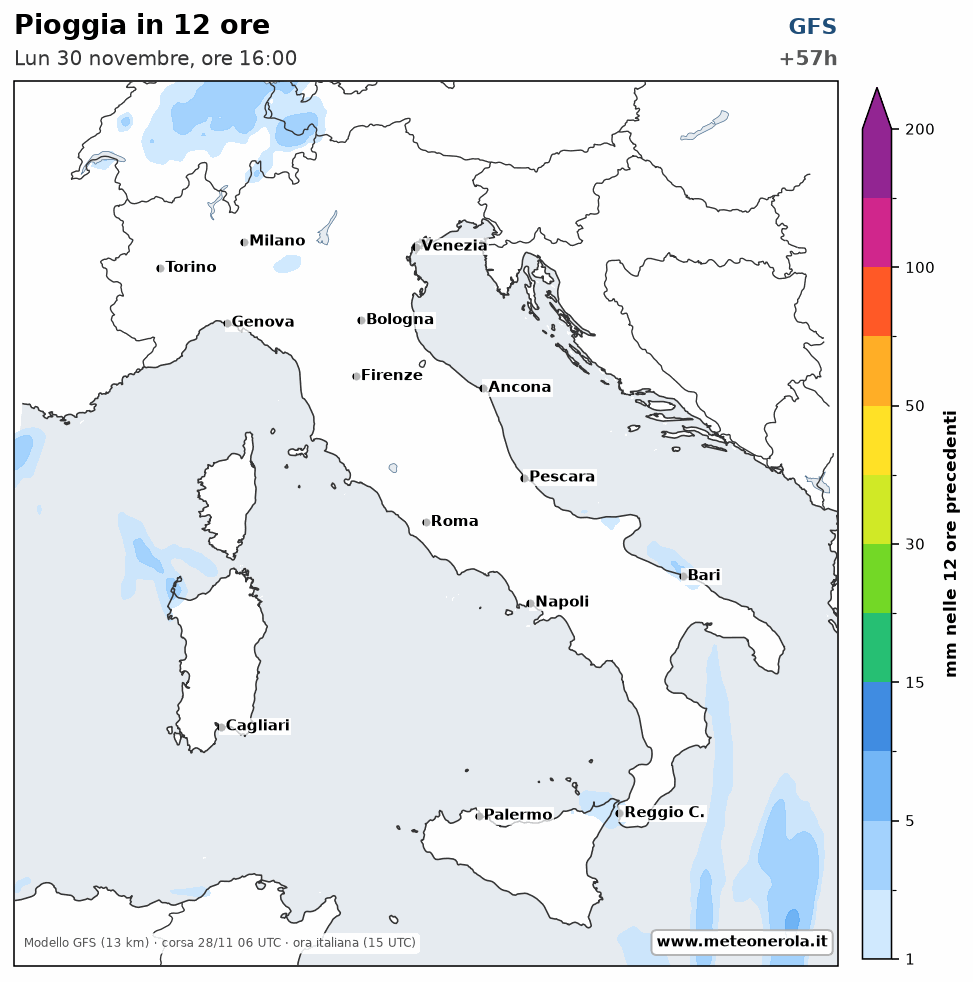 Pioggia in 12 ore
GFS
Lun 30 novembre, ore 16:00
+57h
Milano
Venezia
Torino
Genova
Bologna
Firenze
Ancona
Pescara
Roma
Bari
Napoli
Cagliari
Palermo
Reggio C.
Modello GFS (13 km) · corsa 28/11 06 UTC · ora italiana (15 UTC)
www.meteonerola.it
200
100
50
30
15
5
1
mm nelle 12 ore precedenti